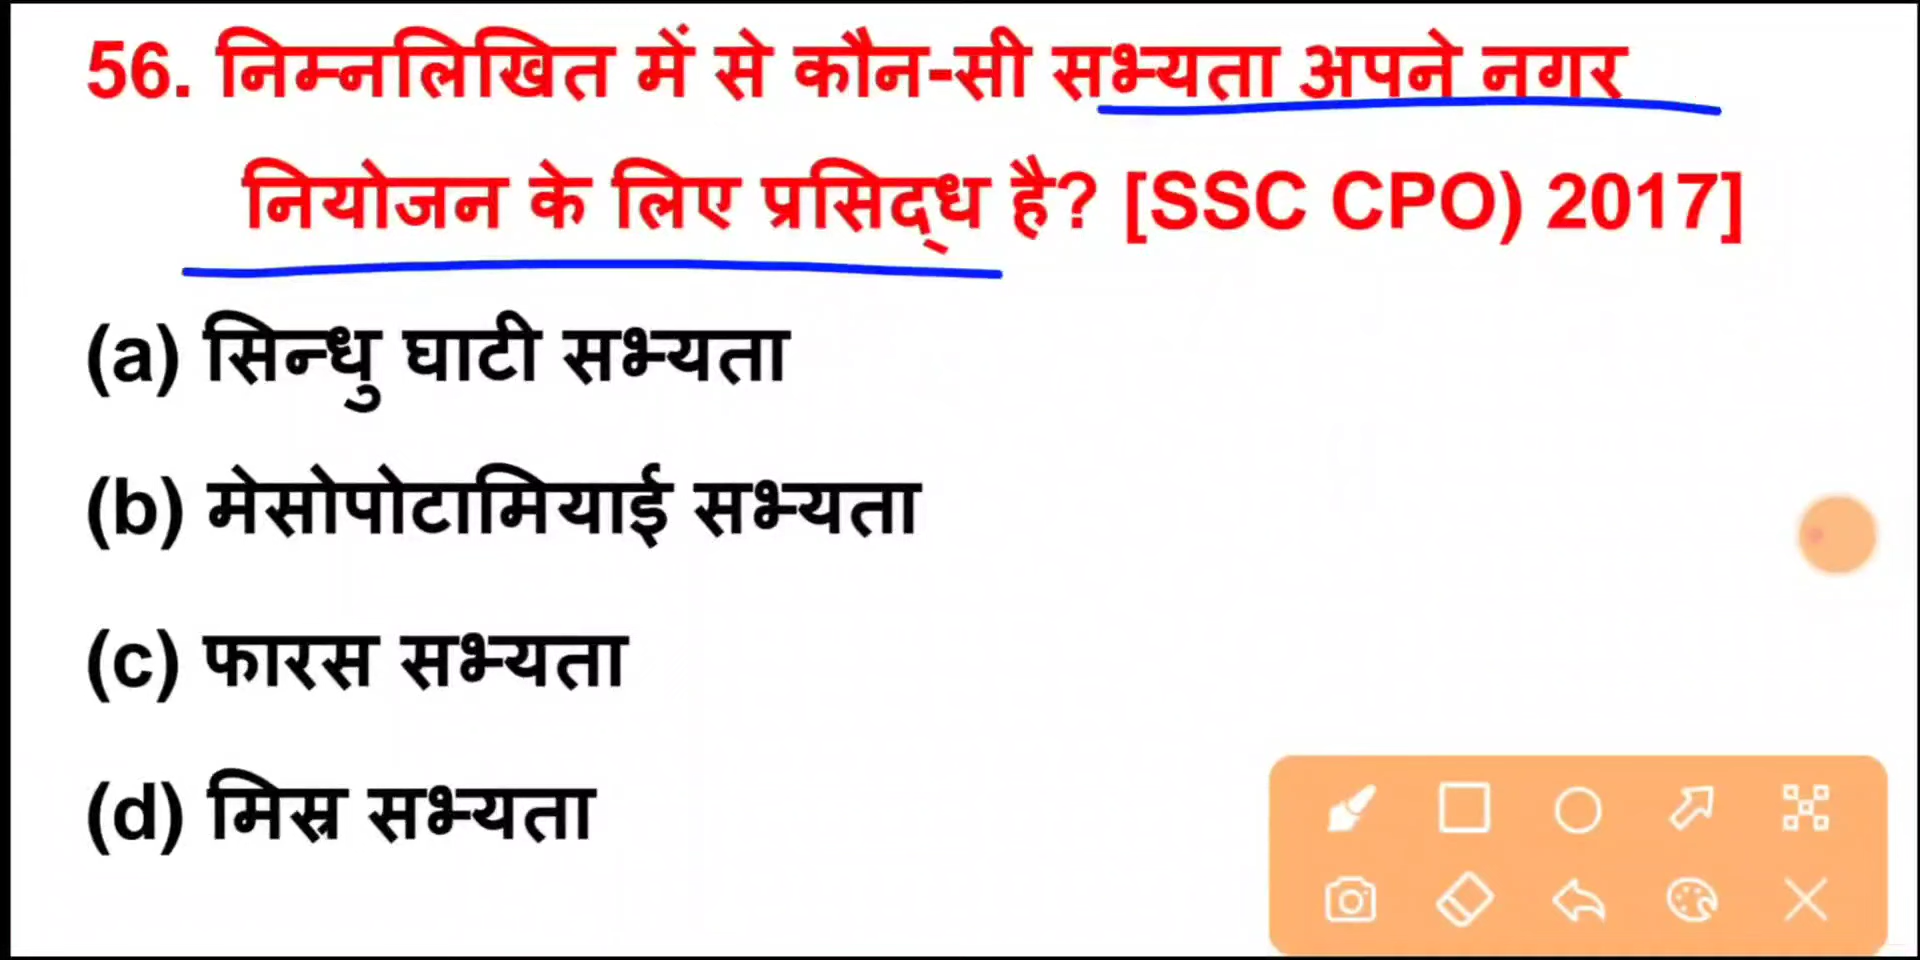 56. निम्नलिखित में से कौन-सी सभ्यता अपने नगर
नियोजन के लिए प्रसिद्ध है? [SSC CPO) 2017]
(a) सिन्धु घाटी सभ्यता
(b) मेसोपोटामियाई सभ्यता
(c) फारस सभ्यता
(d) मिस्र सभ्यता